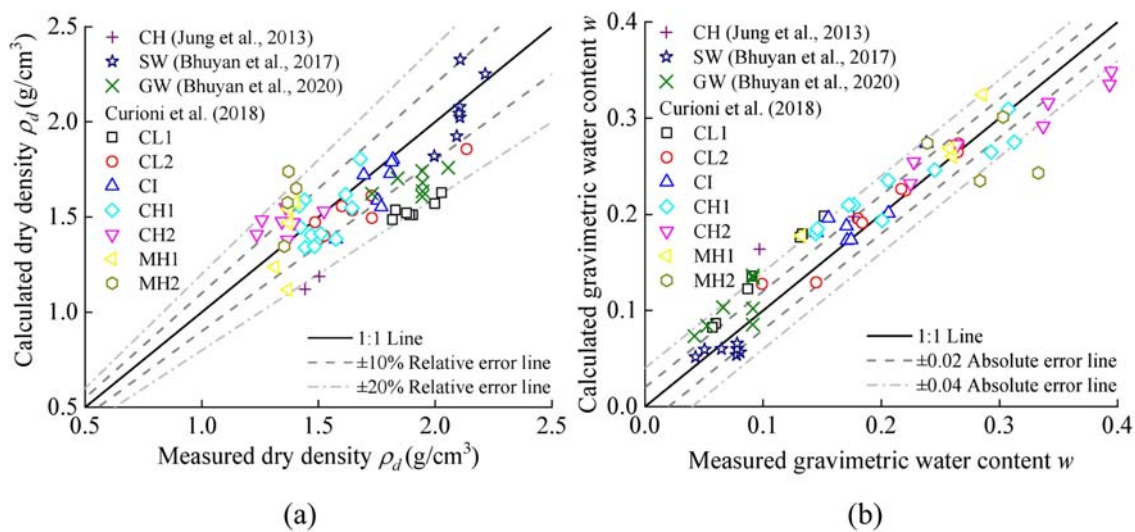 (a)
2.5
2.0
1.5
1.0
0.5
Calculated dry density ρd (g/cm3)
CH (Jung et al., 2013)
SW (Bhuyan et al., 2017)
GW (Bhuyan et al., 2020)
Curioni et al. (2018)
CL1
CL2
CI
CH1
CH2
MH1
MH2
1:1 Line
±10% Relative error line
±20% Relative error line
0.5 1.0 1.5 2.0 2.5
Measured dry density ρd (g/cm3)
(a)
(b)
0.4
0.3
0.2
0.1
0.0
Calculated gravimetric water content w
CH (Jung et al., 2013)
SW (Bhuyan et al., 2017)
GW (Bhuyan et al., 2020)
Curioni et al. (2018)
CL1
CL2
CI
CH1
CH2
MH1
MH2
1:1 Line
±0.02 Absolute error line
±0.04 Absolute error line
0.0 0.1 0.2 0.3 0.4
Measured gravimetric water content w
(b)